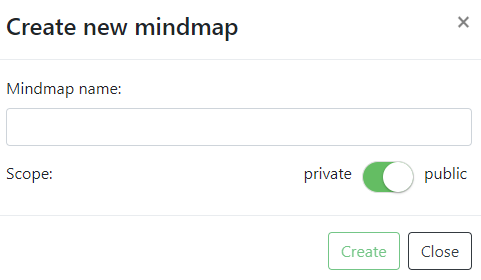 Create new mindmap ×
Mindmap name:
Scope: private public
Create Close